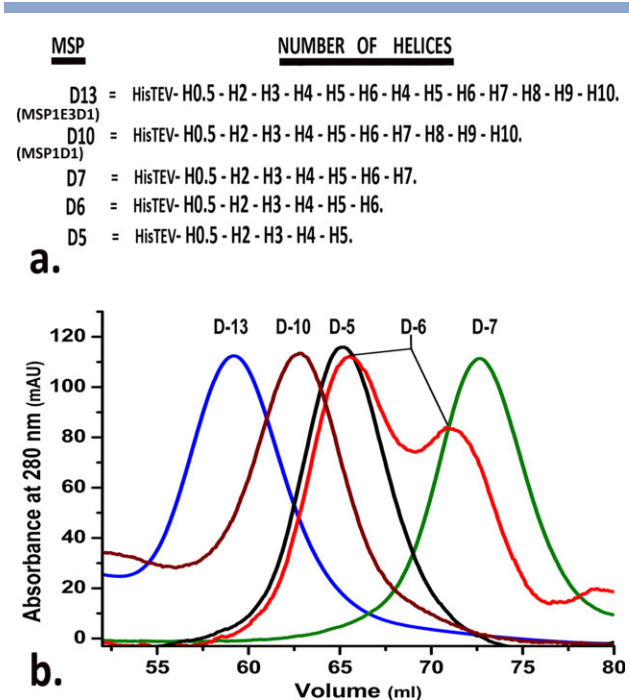 MSP NUMBER OF HELICES
D13 = HisTEV- H0.5 - H2 - H3 - H4 - H5 - H6 - H4 - H5 - H6 - H7 - H8 - H9 - H10.
(MSP1E3D1)
D10 = HisTEV- H0.5 - H2 - H3 - H4 - H5 - H6 - H7 - H8 - H9 - H10.
(MSP1D1)
D7 = HisTEV- H0.5 - H2 - H3 - H4 - H5 - H6 - H7.
D6 = HisTEV- H0.5 - H2 - H3 - H4 - H5 - H6.
D5 = HisTEV- H0.5 - H2 - H3 - H4 - H5.
a.
D-13 D-10 D-5 D-6 D-7
120
100
80
60
40
20
0
Absorbance at 280 nm (mAU)
55 60 65 70 75 80
Volume (ml)
b.